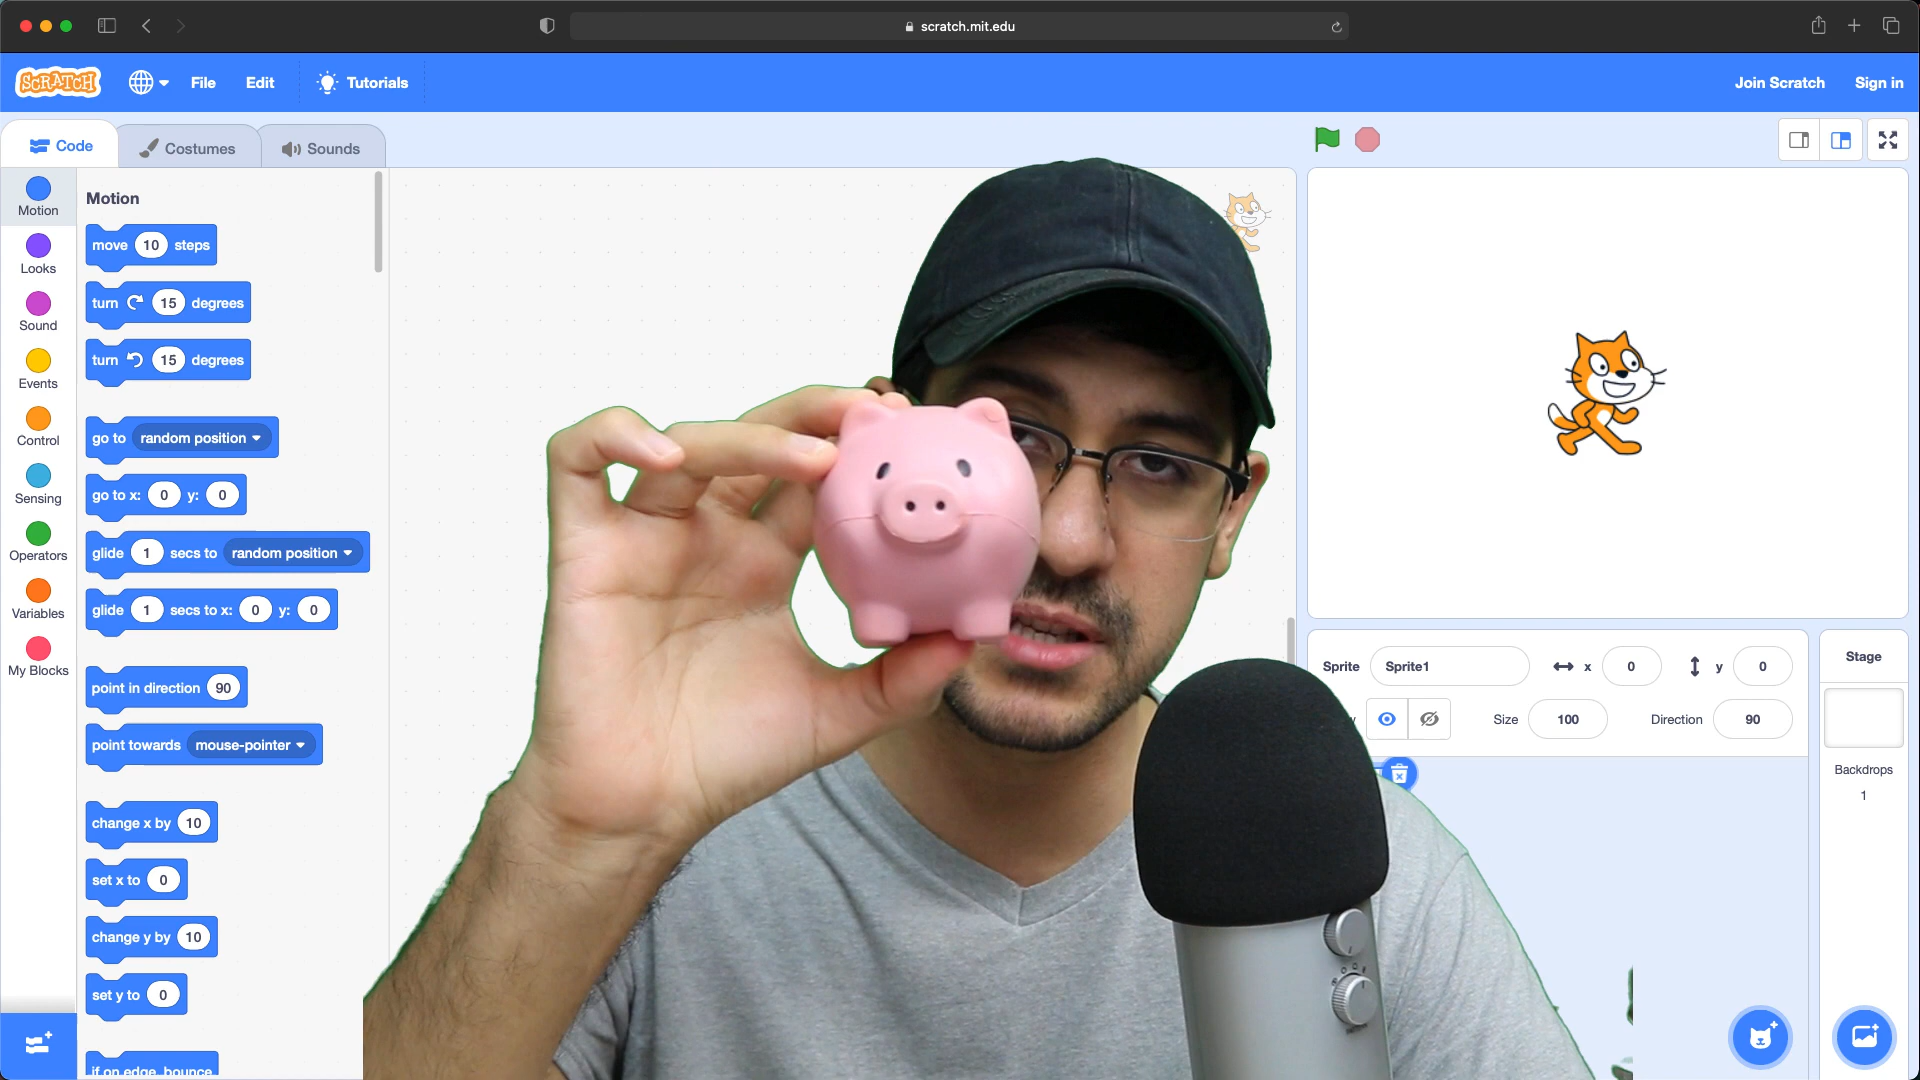 scratch.mit.edu
SCRATCH
File
Edit
Tutorials
Join Scratch
Sign in
Code
Costumes
Sounds
Motion
Looks
Sound
Events
Control
Sensing
Operators
Variables
My Blocks
Motion
move 10 steps
turn 15 degrees
turn 15 degrees
go to random position
go to x: 0 y: 0
glide 1 secs to random position
glide 1 secs to x: 0 y: 0
point in direction 90
point towards mouse-pointer
change x by 10
set x to 0
change y by 10
set y to 0
if on edge, bounce
Sprite
Sprite1
x 0
y 0
Size 100
Direction 90
Stage
Backdrops
1